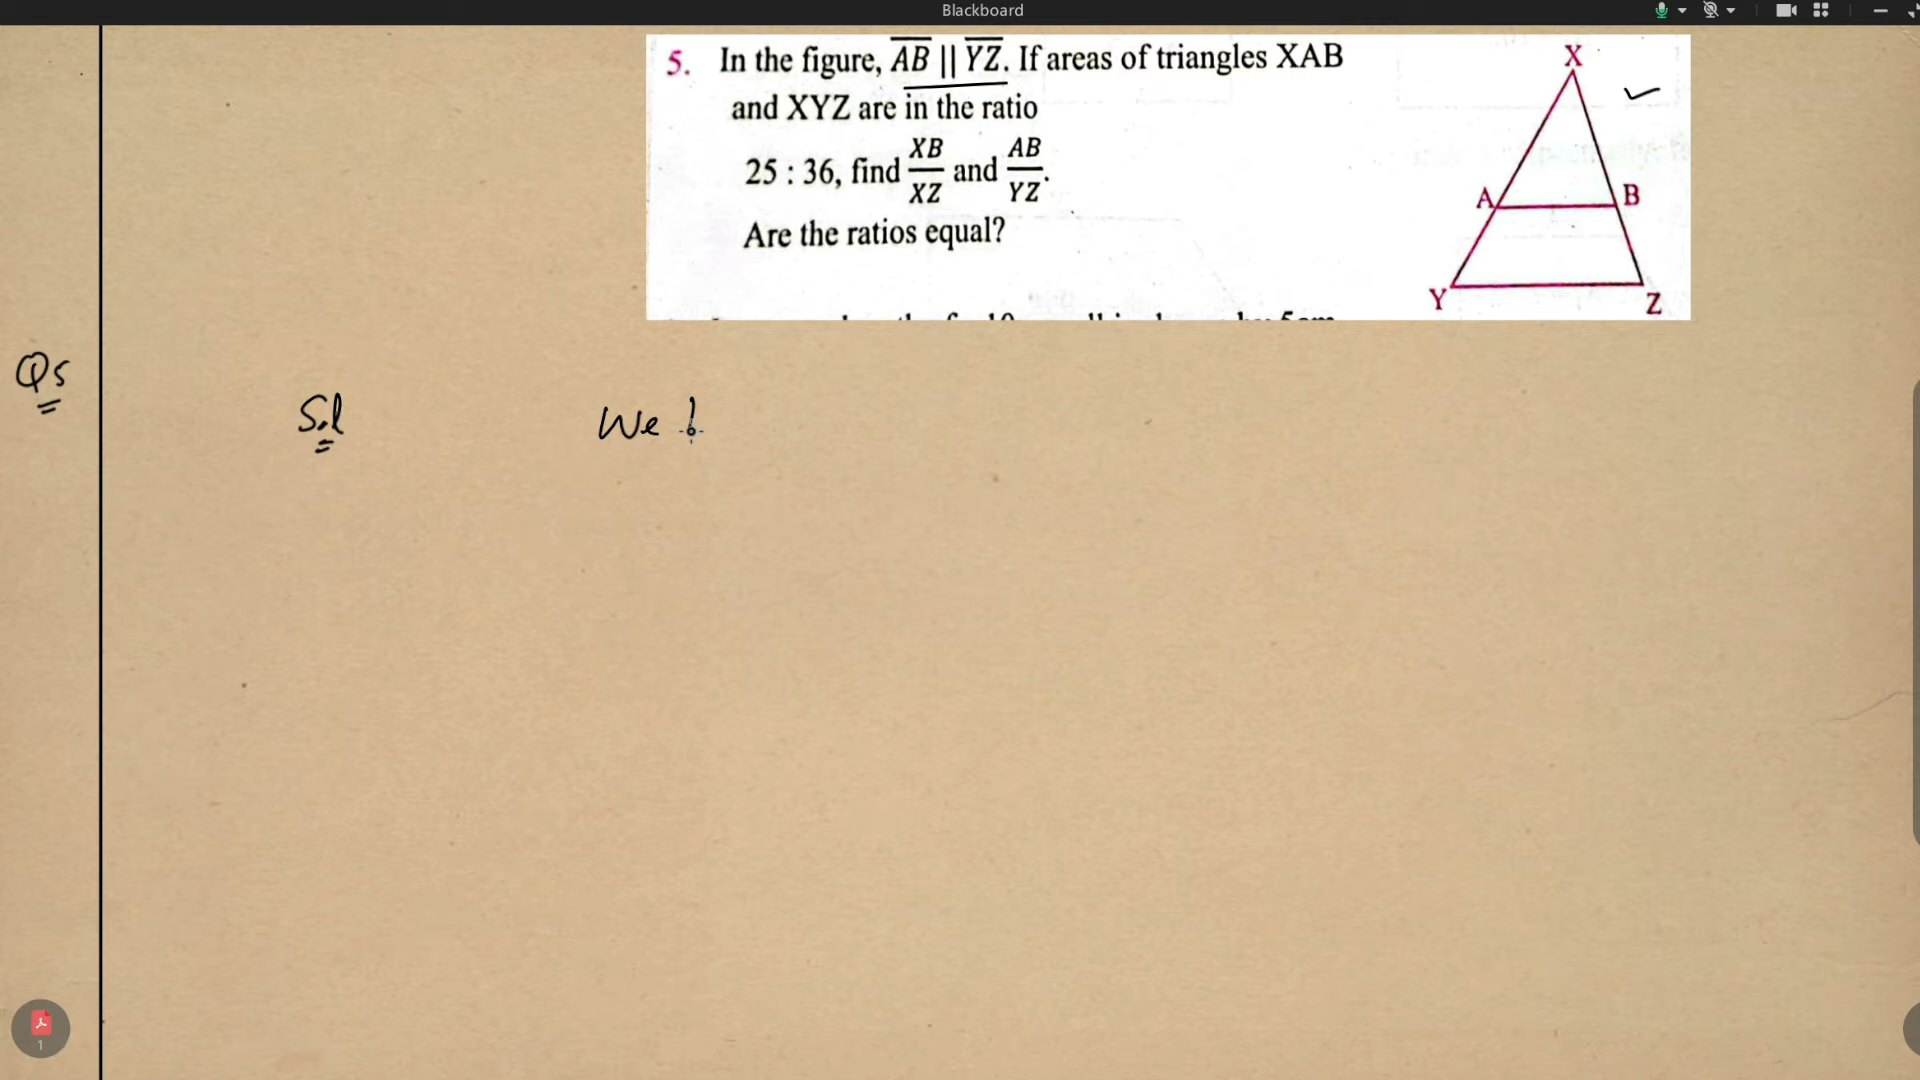 Blackboard
5. In the figure, AB || YZ. If areas of triangles XAB
and XYZ are in the ratio
25 : 36, find XB/XZ and AB/YZ.
Are the ratios equal?
X
A
B
Y
Z
Q5
Sol
We
1